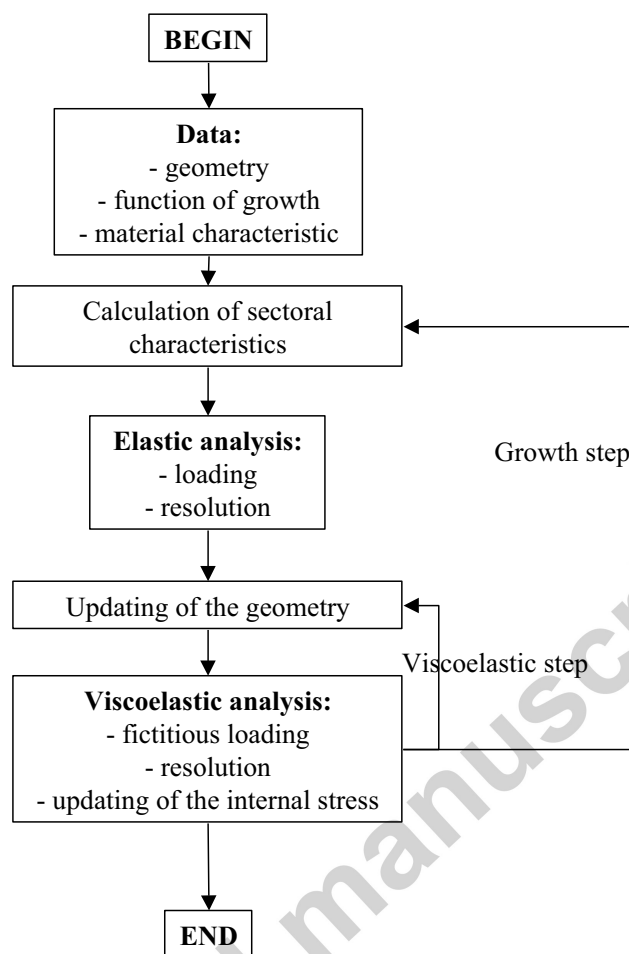 BEGIN
Data:
- geometry
- function of growth
- material characteristic
Calculation of sectoral
characteristics
Elastic analysis:
- loading
- resolution
Growth step
Updating of the geometry
Viscoelastic step
Viscoelastic analysis:
- fictitious loading
- resolution
- updating of the internal stress
END